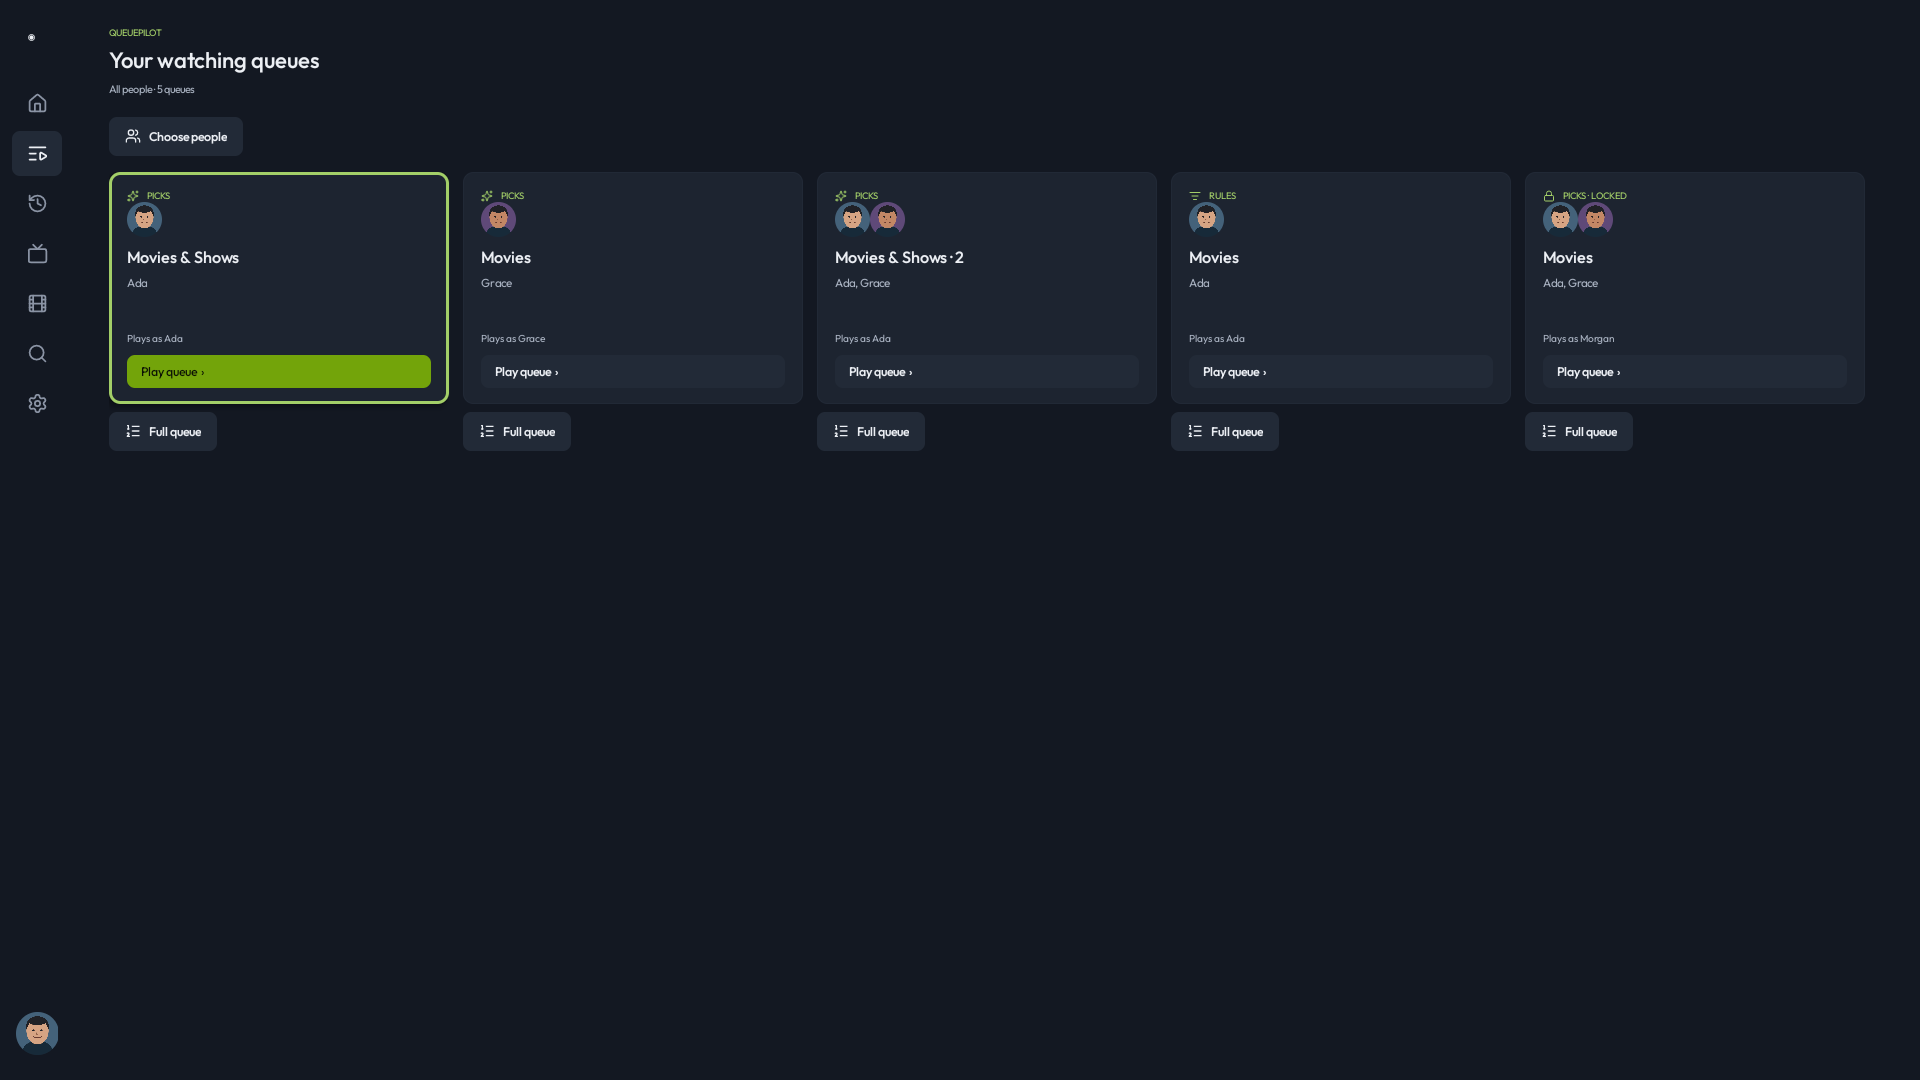 QUEUEPILOT
Your watching queues
All people · 5 queues
Choose people
PICKS
Movies & Shows
Ada
Plays as Ada
Play queue ›
Full queue
PICKS
Movies
Grace
Plays as Grace
Play queue ›
Full queue
PICKS
Movies & Shows · 2
Ada, Grace
Plays as Ada
Play queue ›
Full queue
RULES
Movies
Ada
Plays as Ada
Play queue ›
Full queue
PICKS · LOCKED
Movies
Ada, Grace
Plays as Morgan
Play queue ›
Full queue